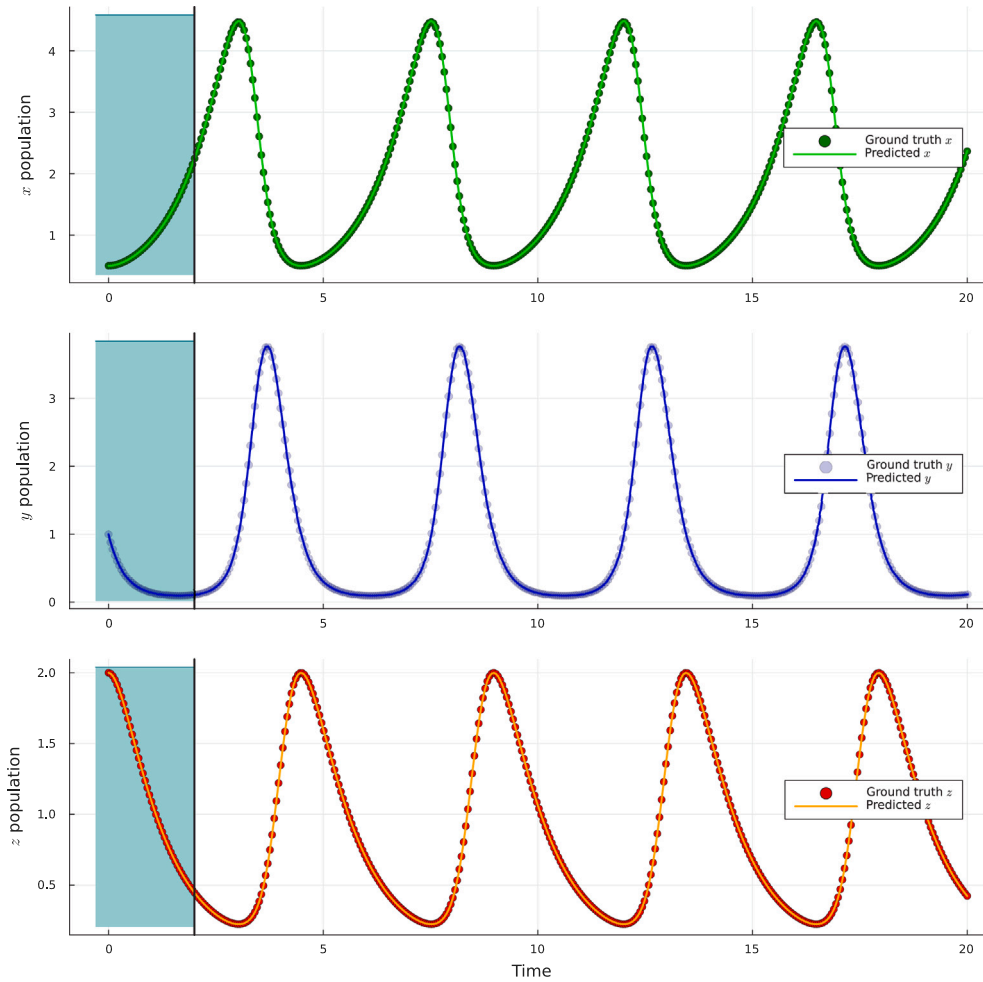 x population
4
3
2
1
Ground truth x
Predicted x
0 5 10 15 20
y population
3
2
1
0
Ground truth y
Predicted y
0 5 10 15 20
z population
2.0
1.5
1.0
0.5
Ground truth z
Predicted z
0 5 10 15 20
Time